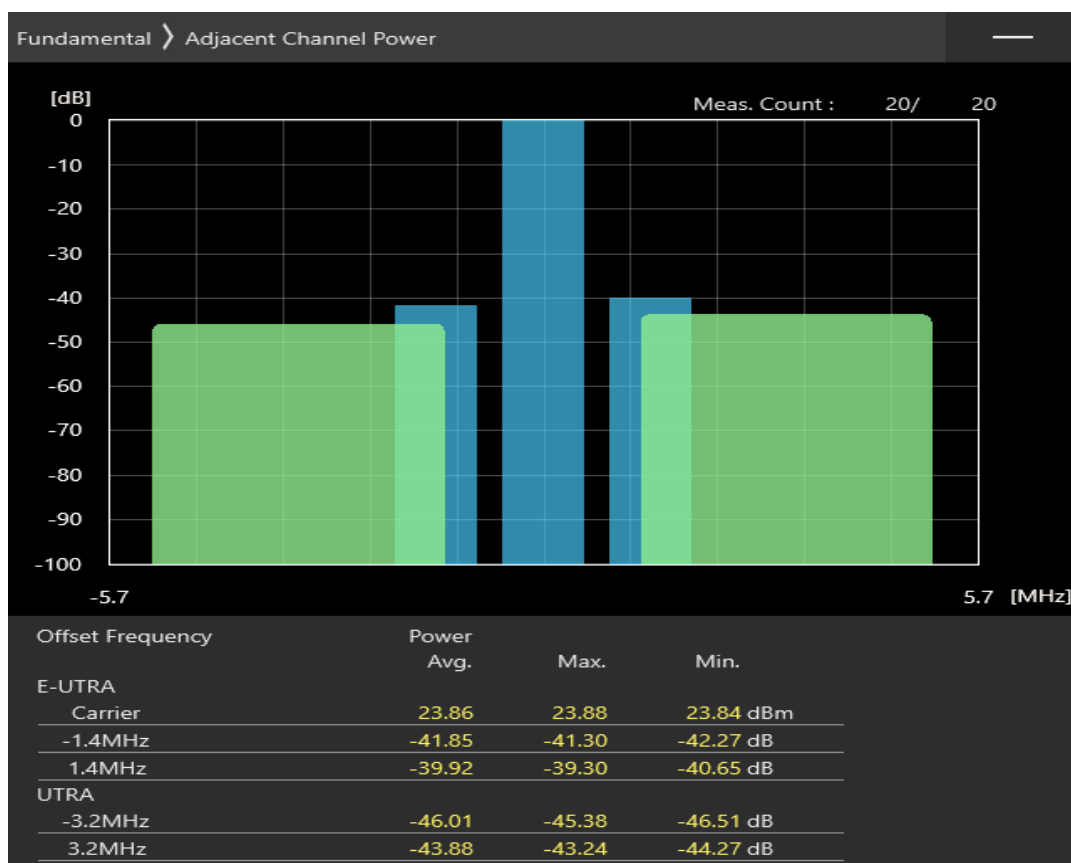 Fundamental 》 Adjacent Channel Power
[dB]
Meas. Count : 20/ 20
0
-10
-20
-30
-40
-50
-60
-70
-80
-90
-100
-5.7 5.7 [MHz]
Offset Frequency Power
Avg. Max. Min.
E-UTRA
Carrier 23.86 23.88 23.84 dBm
-1.4MHz -41.85 -41.30 -42.27 dB
1.4MHz -39.92 -39.30 -40.65 dB
UTRA
-3.2MHz -46.01 -45.38 -46.51 dB
3.2MHz -43.88 -43.24 -44.27 dB